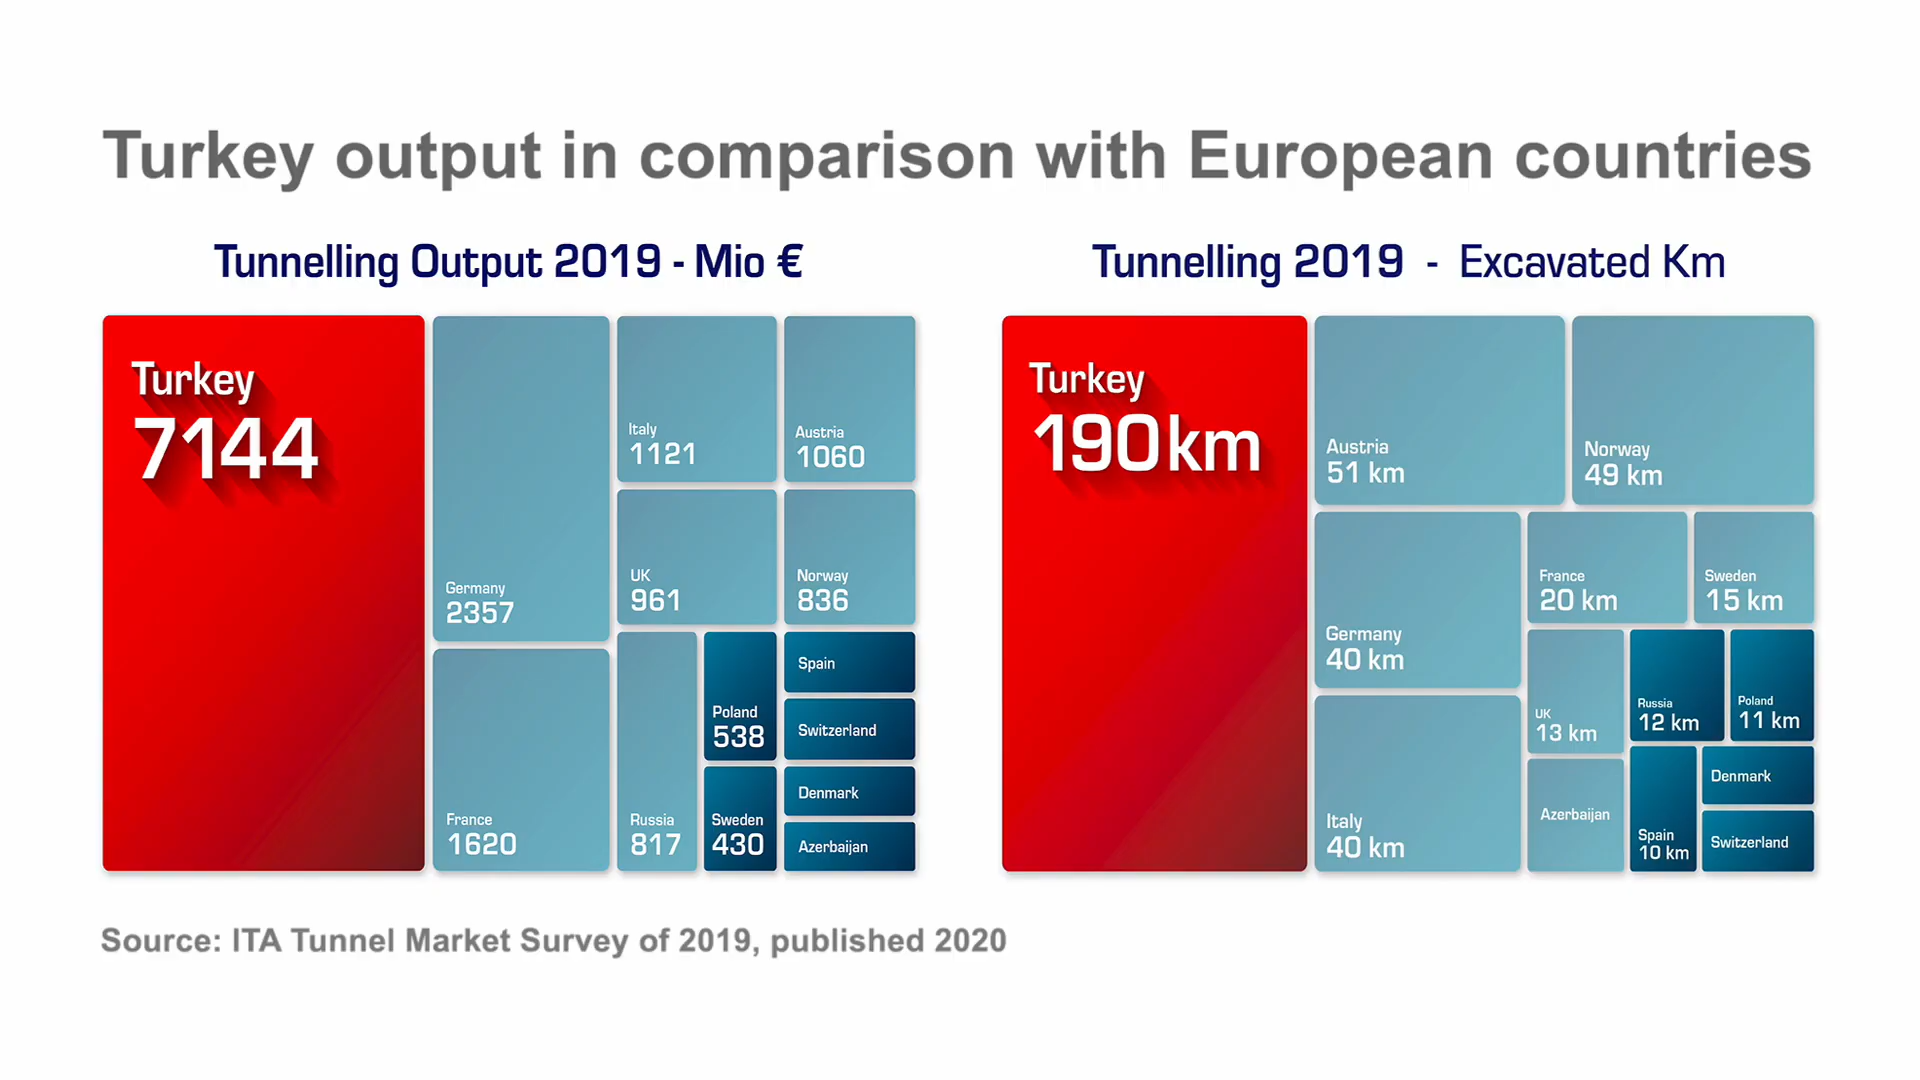 Turkey output in comparison with European countries
Tunnelling Output 2019 - Mio €
Turkey
7144
Germany
2357
France
1620
Italy
1121
Austria
1060
UK
961
Norway
836
Russia
817
Poland
538
Sweden
430
Spain
Switzerland
Denmark
Azerbaijan
Tunnelling 2019 - Excavated Km
Turkey
190km
Austria
51 km
Norway
49 km
Germany
40 km
Italy
40 km
France
20 km
Sweden
15 km
UK
13 km
Azerbaijan
Russia
12 km
Poland
11 km
Spain
10 km
Denmark
Switzerland
Source: ITA Tunnel Market Survey of 2019, published 2020